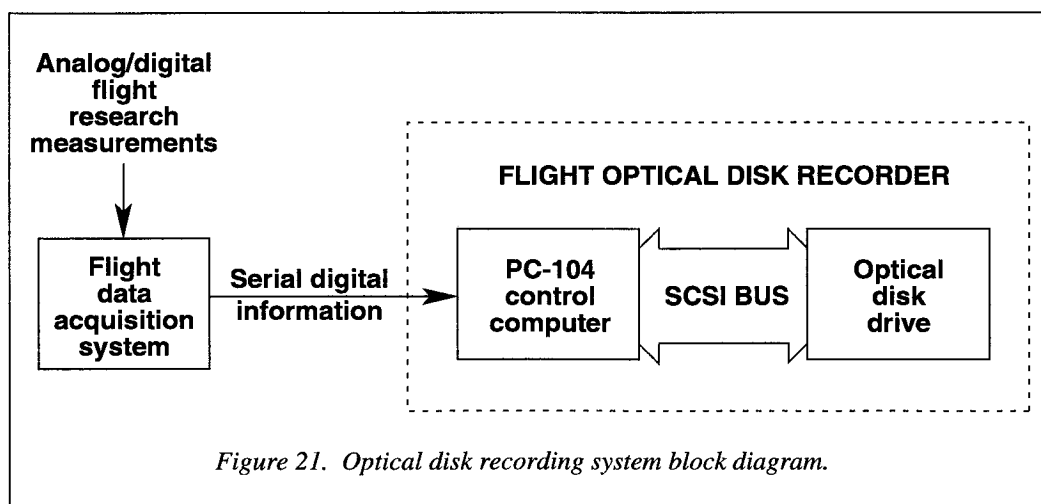 Analog/digital
flight
research
measurements
FLIGHT OPTICAL DISK RECORDER
Flight
data
acquisition
system
Serial digital
information
PC-104
control
computer
SCSI BUS
Optical
disk
drive
Figure 21. Optical disk recording system block diagram.